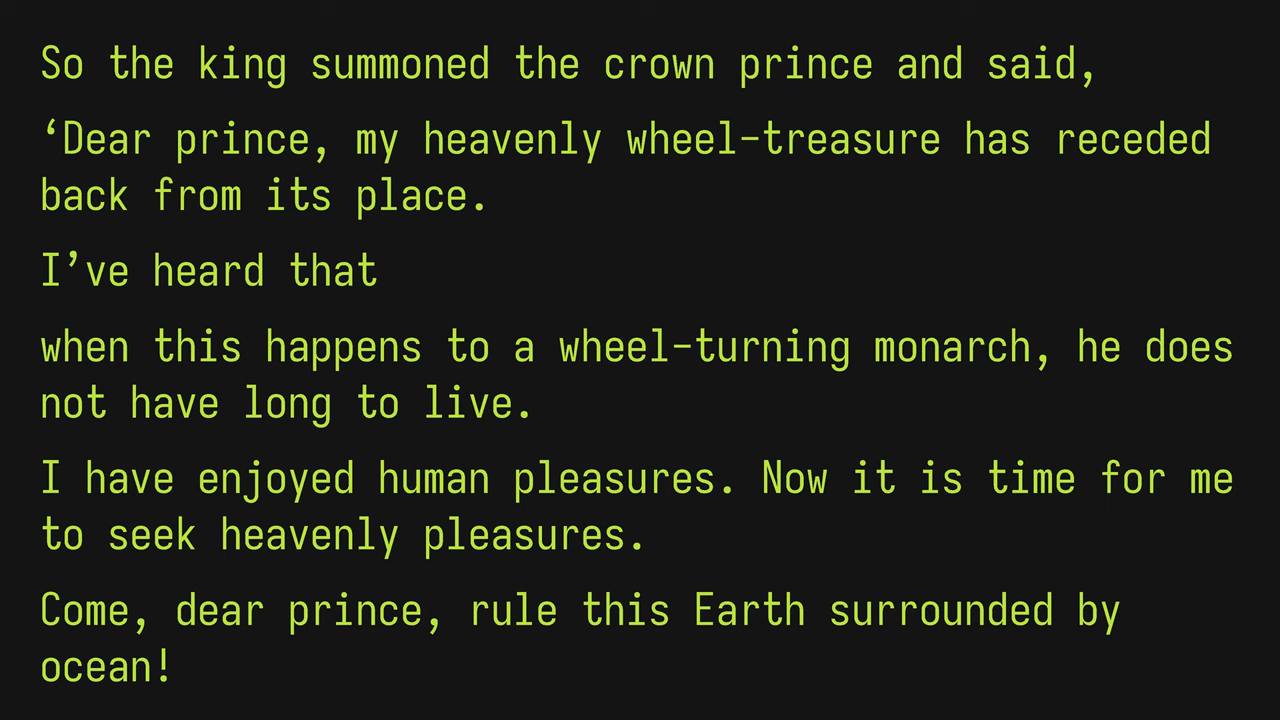 So the king summoned the crown prince and said,
‘Dear prince, my heavenly wheel-treasure has receded
back from its place.
I’ve heard that
when this happens to a wheel-turning monarch, he does
not have long to live.
I have enjoyed human pleasures. Now it is time for me
to seek heavenly pleasures.
Come, dear prince, rule this Earth surrounded by
ocean!